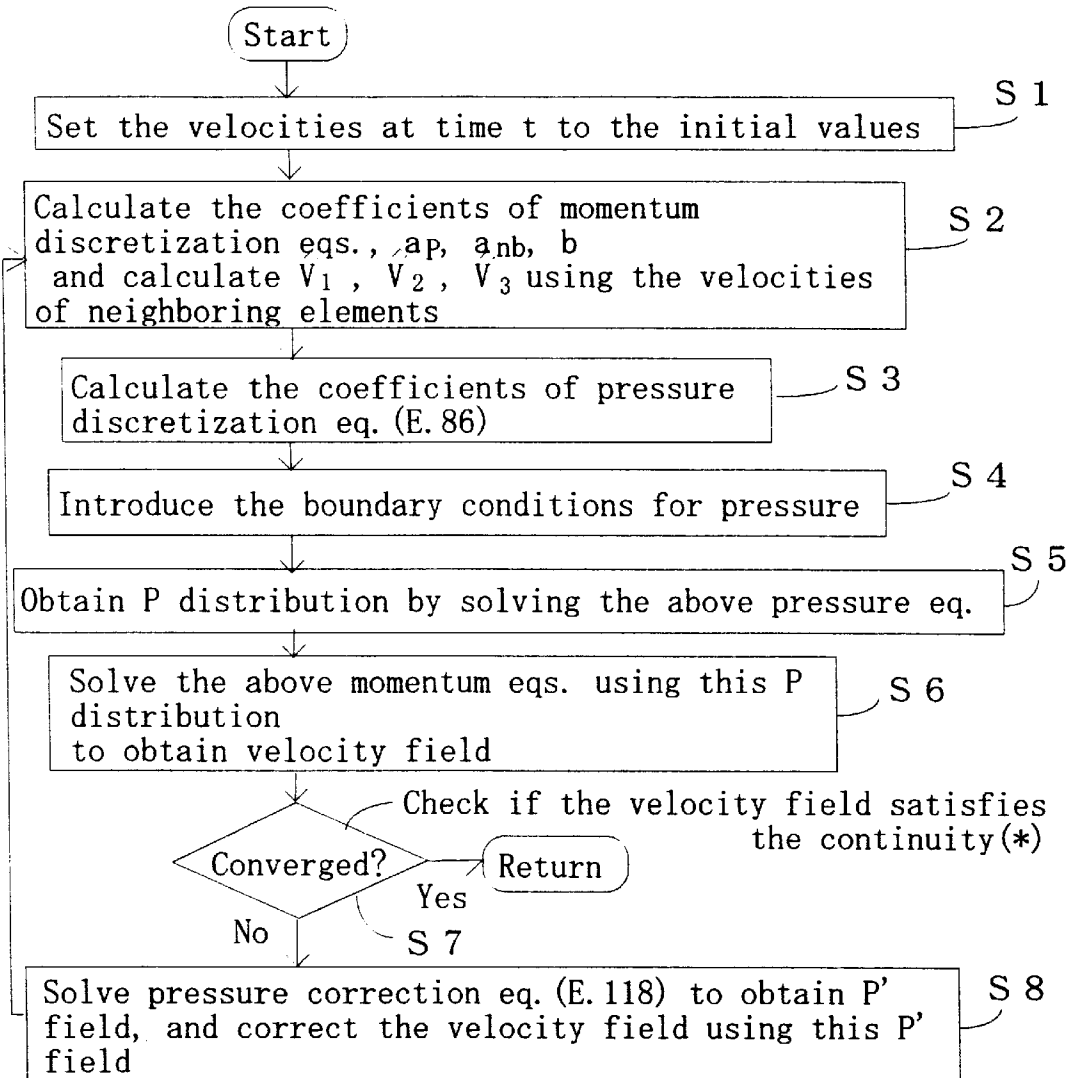 Start
S 1
Set the velocities at time t to the initial values
Calculate the coefficients of momentum
discretization eqs., aP, anb, b
and calculate V̂1 , V̂2 , V̂3 using the velocities
of neighboring elements
S 2
Calculate the coefficients of pressure
discretization eq. (E. 86)
S 3
Introduce the boundary conditions for pressure
S 4
Obtain P distribution by solving the above pressure eq.
S 5
Solve the above momentum eqs. using this P
distribution
to obtain velocity field
S 6
Check if the velocity field satisfies
the continuity(*)
Converged?
Return
Yes
No
S 7
Solve pressure correction eq. (E. 118) to obtain P'
field, and correct the velocity field using this P'
field
S 8